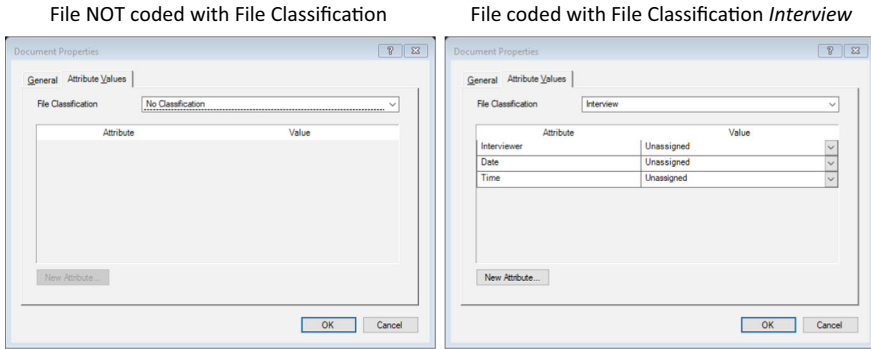 File NOT coded with File Classification
Document Properties
General Attribute Values
File Classification No Classification
Attribute Value
New Attribute...
OK Cancel
File coded with File Classification Interview
Document Properties
General Attribute Values
File Classification Interview
Attribute Value
Interviewer Unassigned
Date Unassigned
Time Unassigned
New Attribute...
OK Cancel